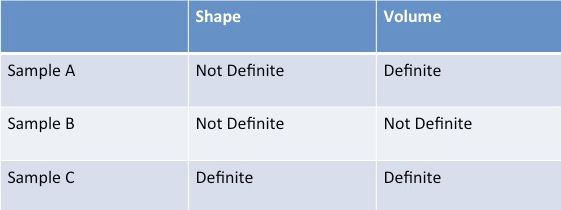 Shape Volume
Sample A Not Definite Definite
Sample B Not Definite Not Definite
Sample C Definite Definite